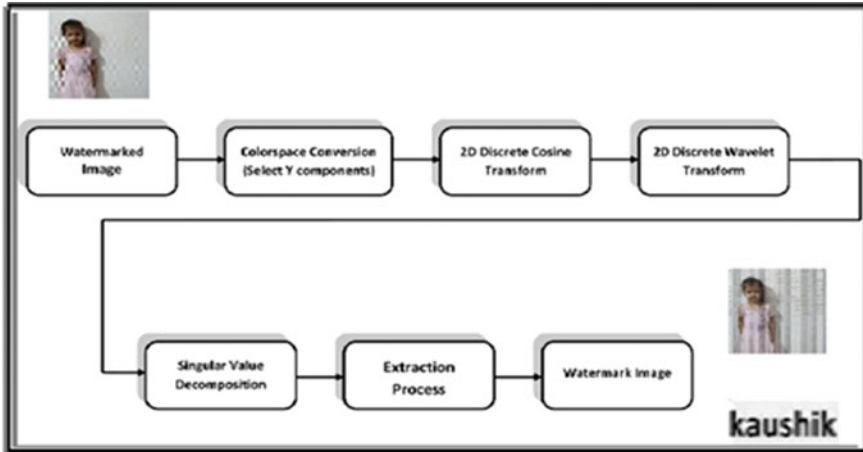 Watermarked
Image
Colorspace Conversion
(Select Y components)
2D Discrete Cosine
Transform
2D Discrete Wavelet
Transform
Singular Value
Decomposition
Extraction
Process
Watermark Image
kaushik